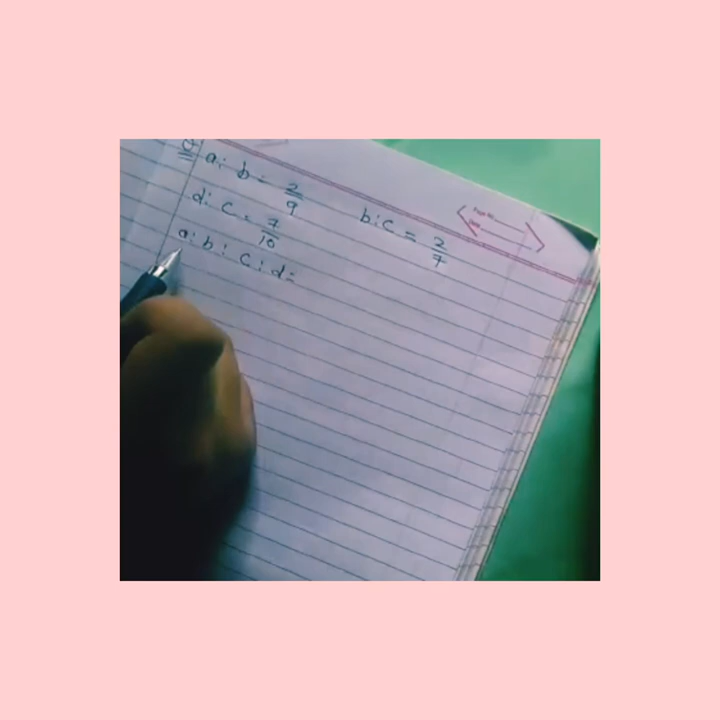 Q a:b = 2/9 b:c = 2/7
d:c = 7/10
a:b:c:d=